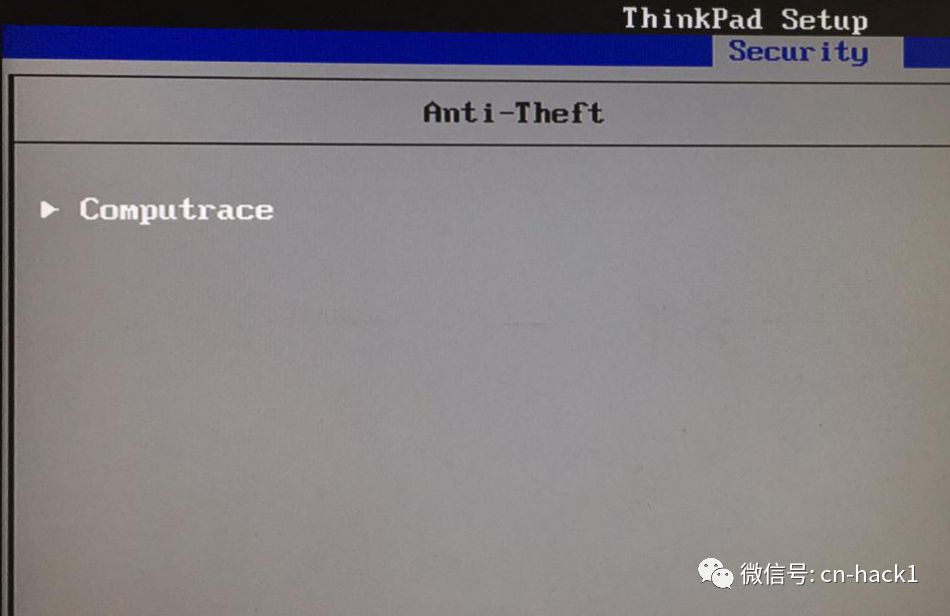 ThinkPad Setup
Security
Anti-Theft
Computrace
微信号: cn-hack1